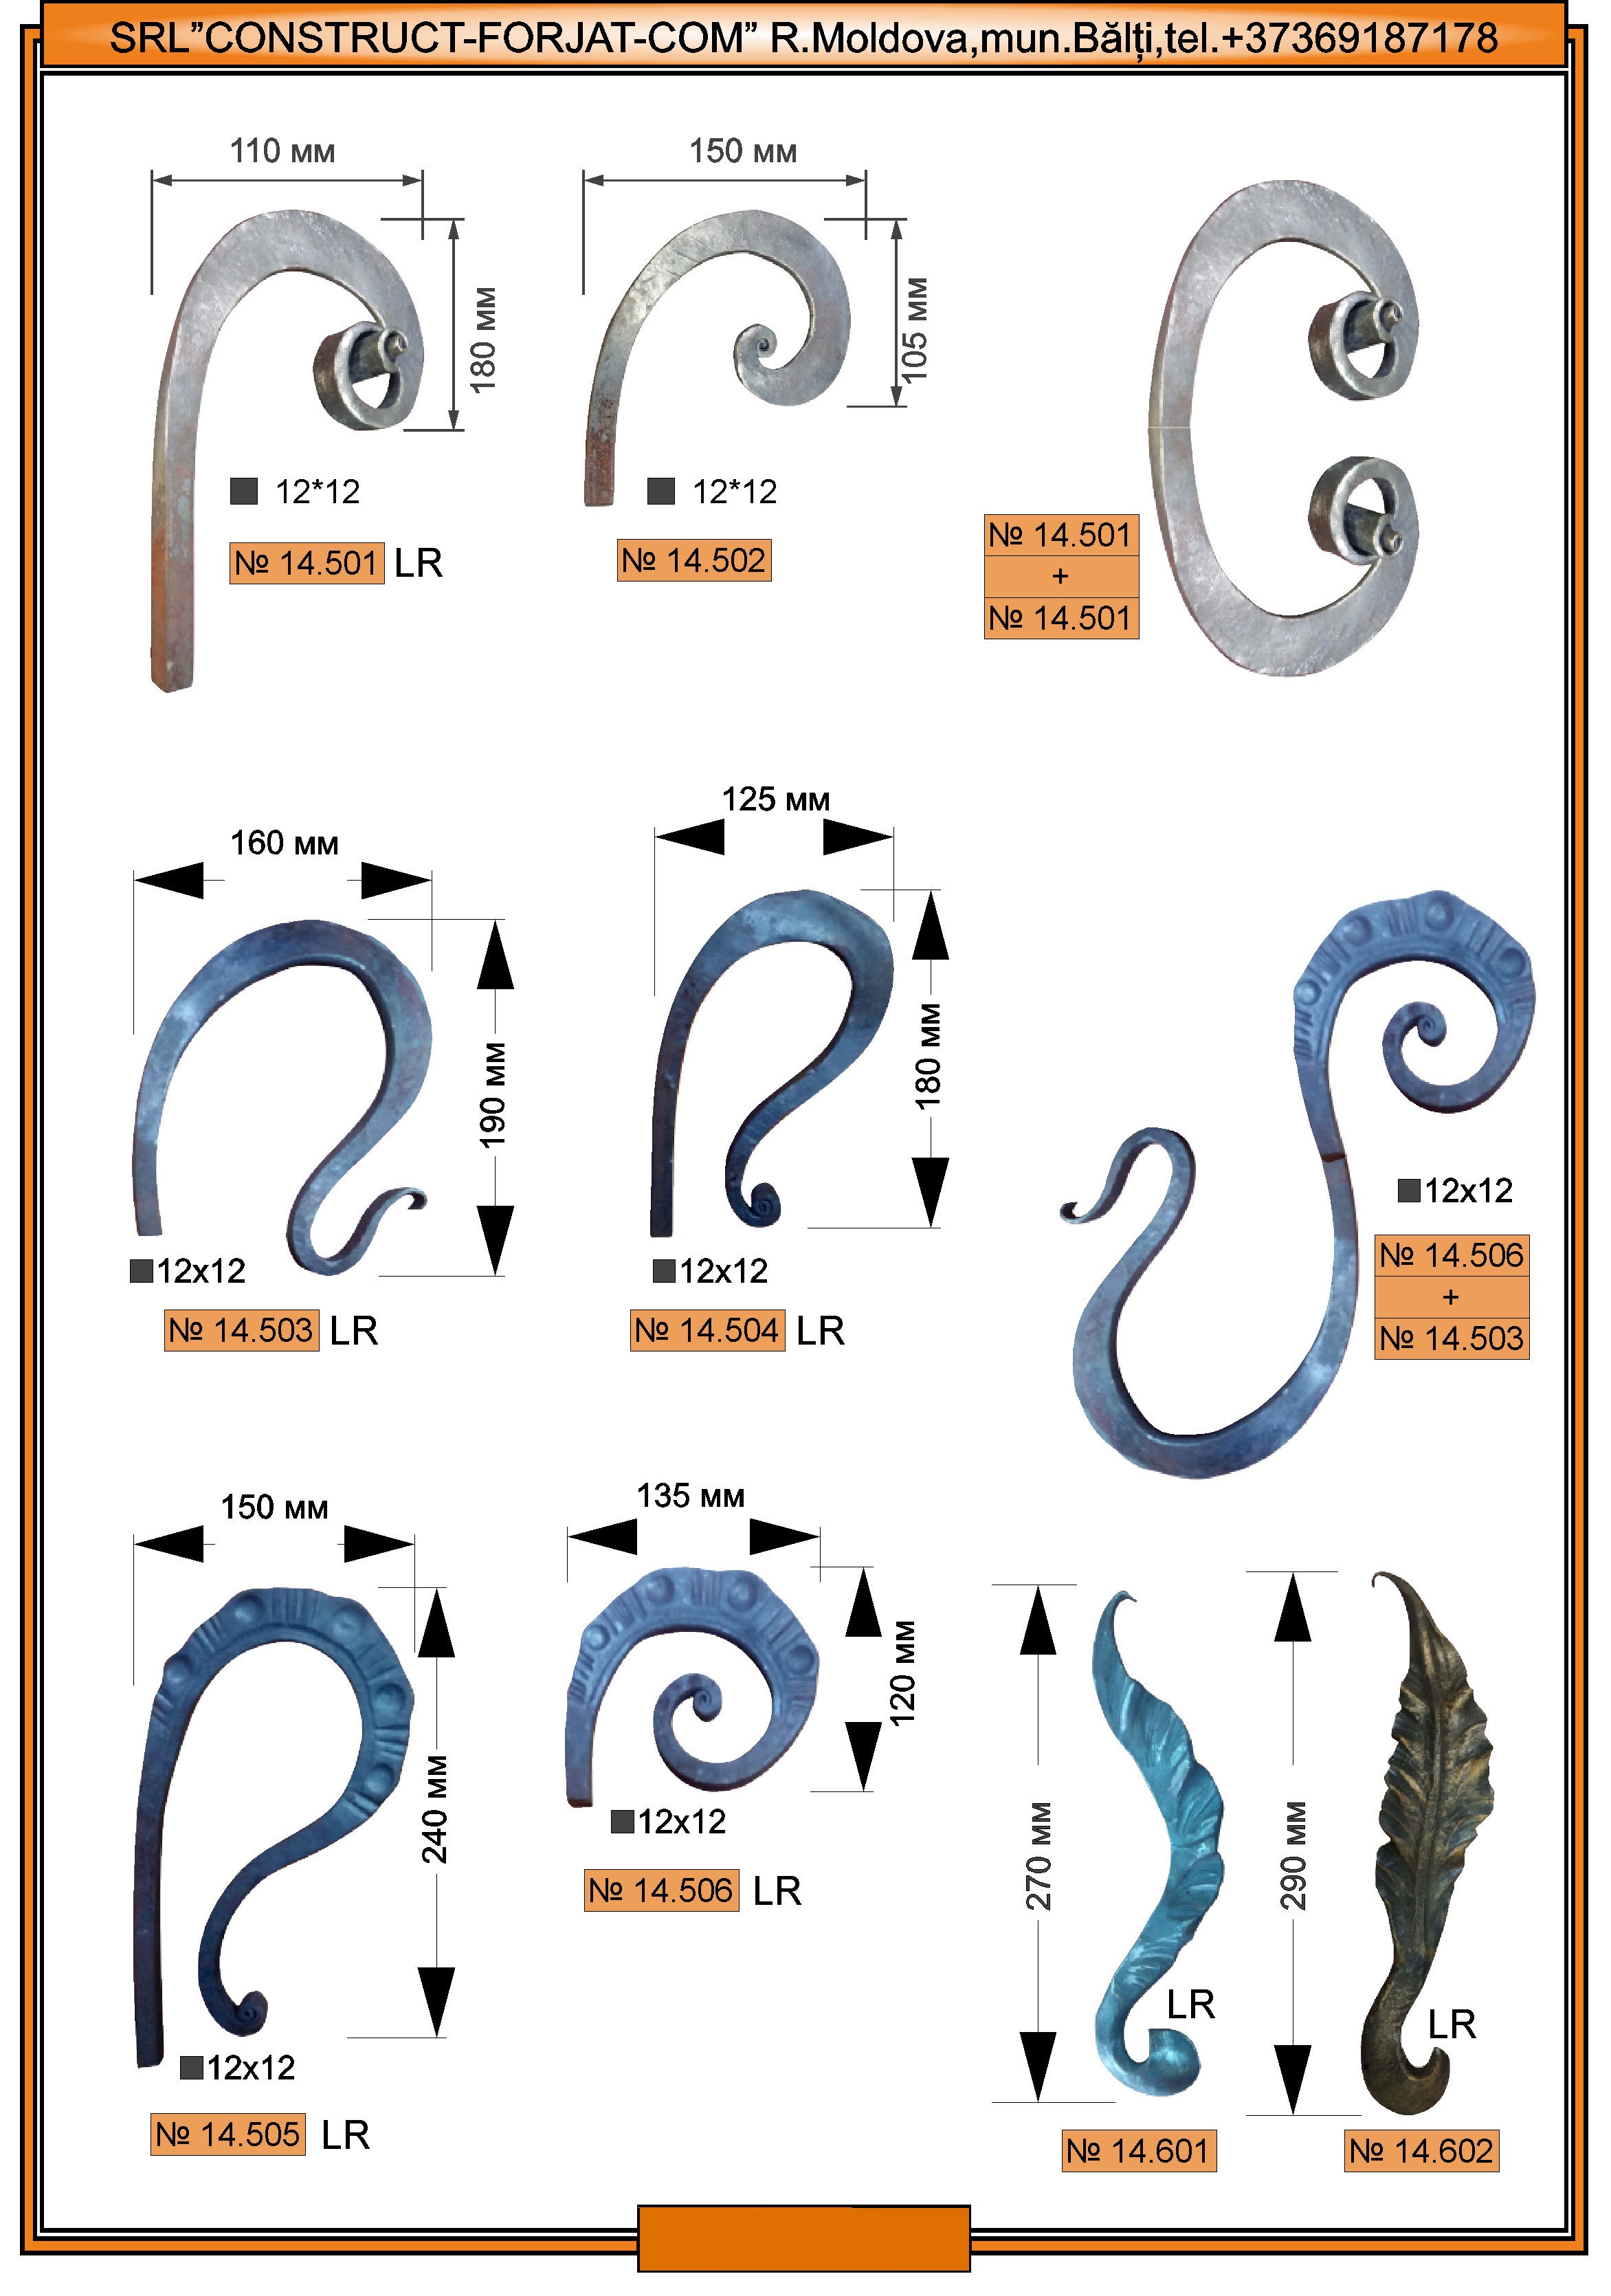 SRL”CONSTRUCT-FORJAT-COM” R.Moldova,mun.Bălți,tel.+37369187178
110 мм
180 мм
12*12
№ 14.501 LR
150 мм
105 мм
12*12
№ 14.502
№ 14.501
+
№ 14.501
160 мм
190 мм
12x12
№ 14.503 LR
125 мм
180 мм
12x12
№ 14.504 LR
12x12
№ 14.506
+
№ 14.503
150 мм
240 мм
12x12
№ 14.505 LR
135 мм
120 мм
12x12
№ 14.506 LR
270 мм
LR
№ 14.601
290 мм
LR
№ 14.602